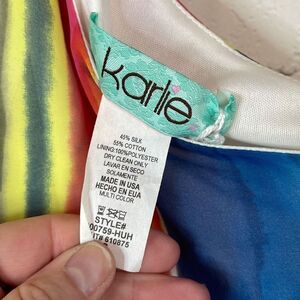 karlie
45% SILK
55% COTTON
LINING:100%POLYESTER
DRY CLEAN ONLY
LAVAR EN SECO
SOLAMENTE
MADE IN USA
HECHO EN EUA
MULTI COLOR
STYLE#
00759-HUH
610875